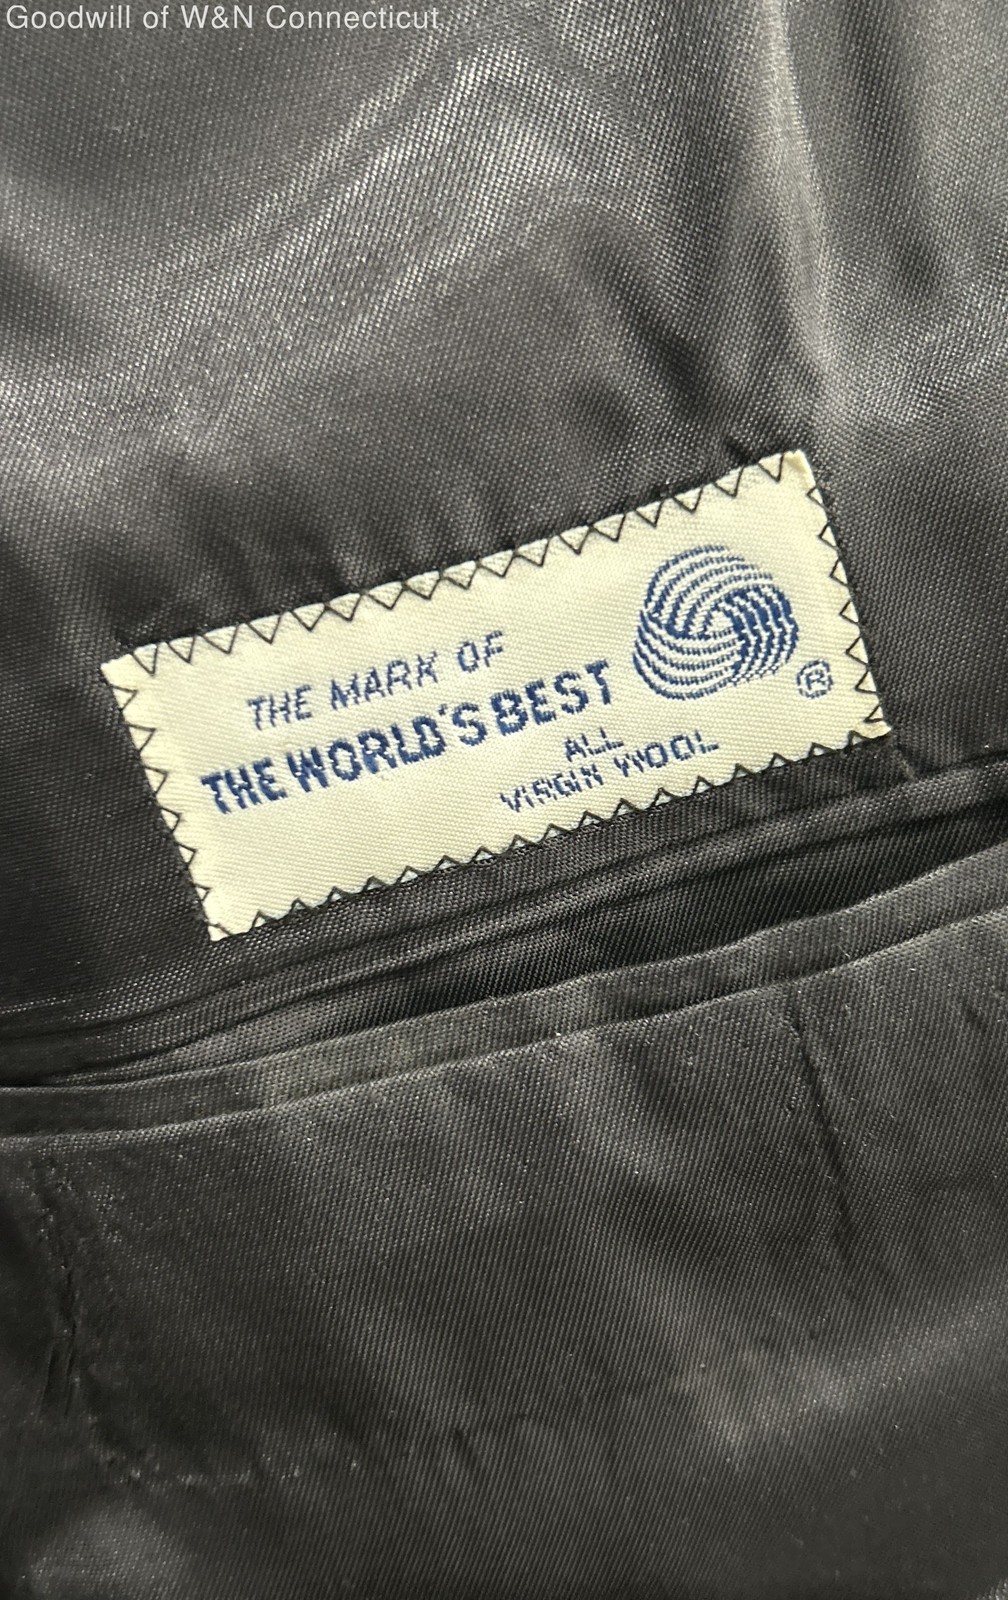 Goodwill of W&N Connecticut
THE MARK OF
THE WORLD'S BEST
®
ALL
VIRGIN WOOL